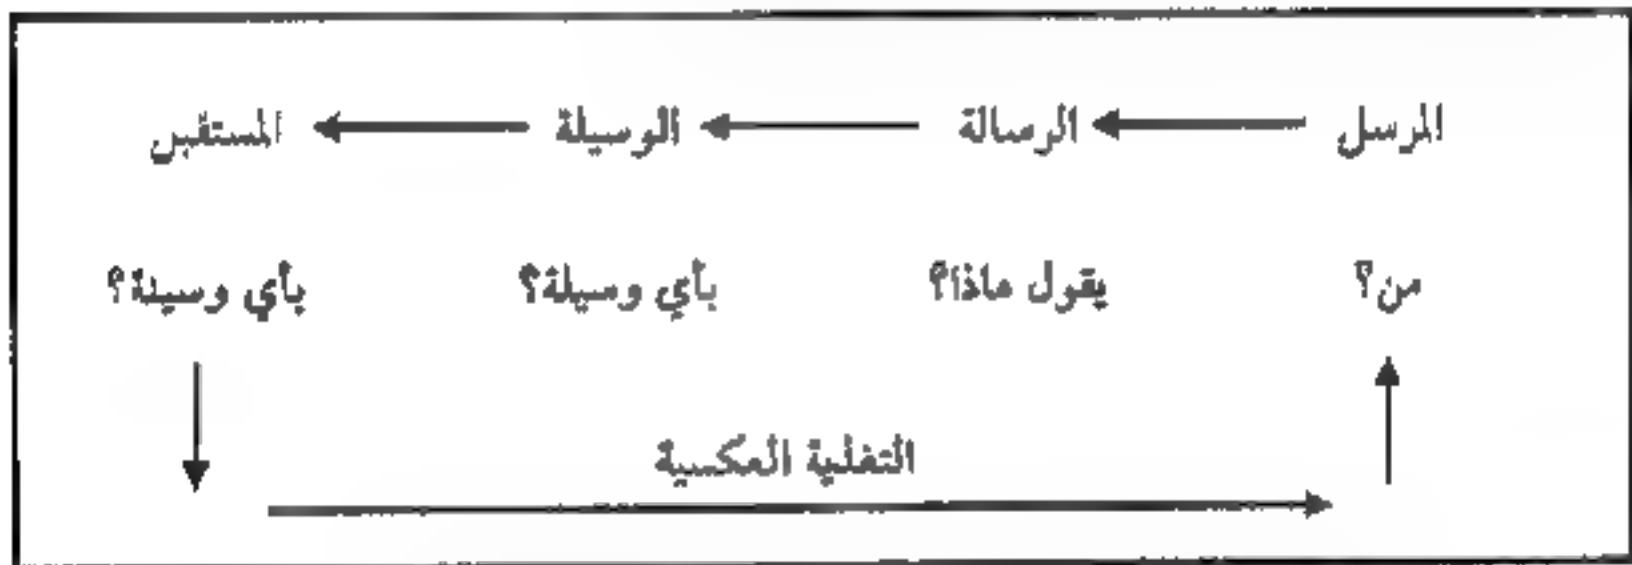 المرسل الرسالة الوسيلة المستقبل
من؟ يقول ماذا؟ بأي وسيلة؟ بأي وسيلة؟
التغذية العكسية